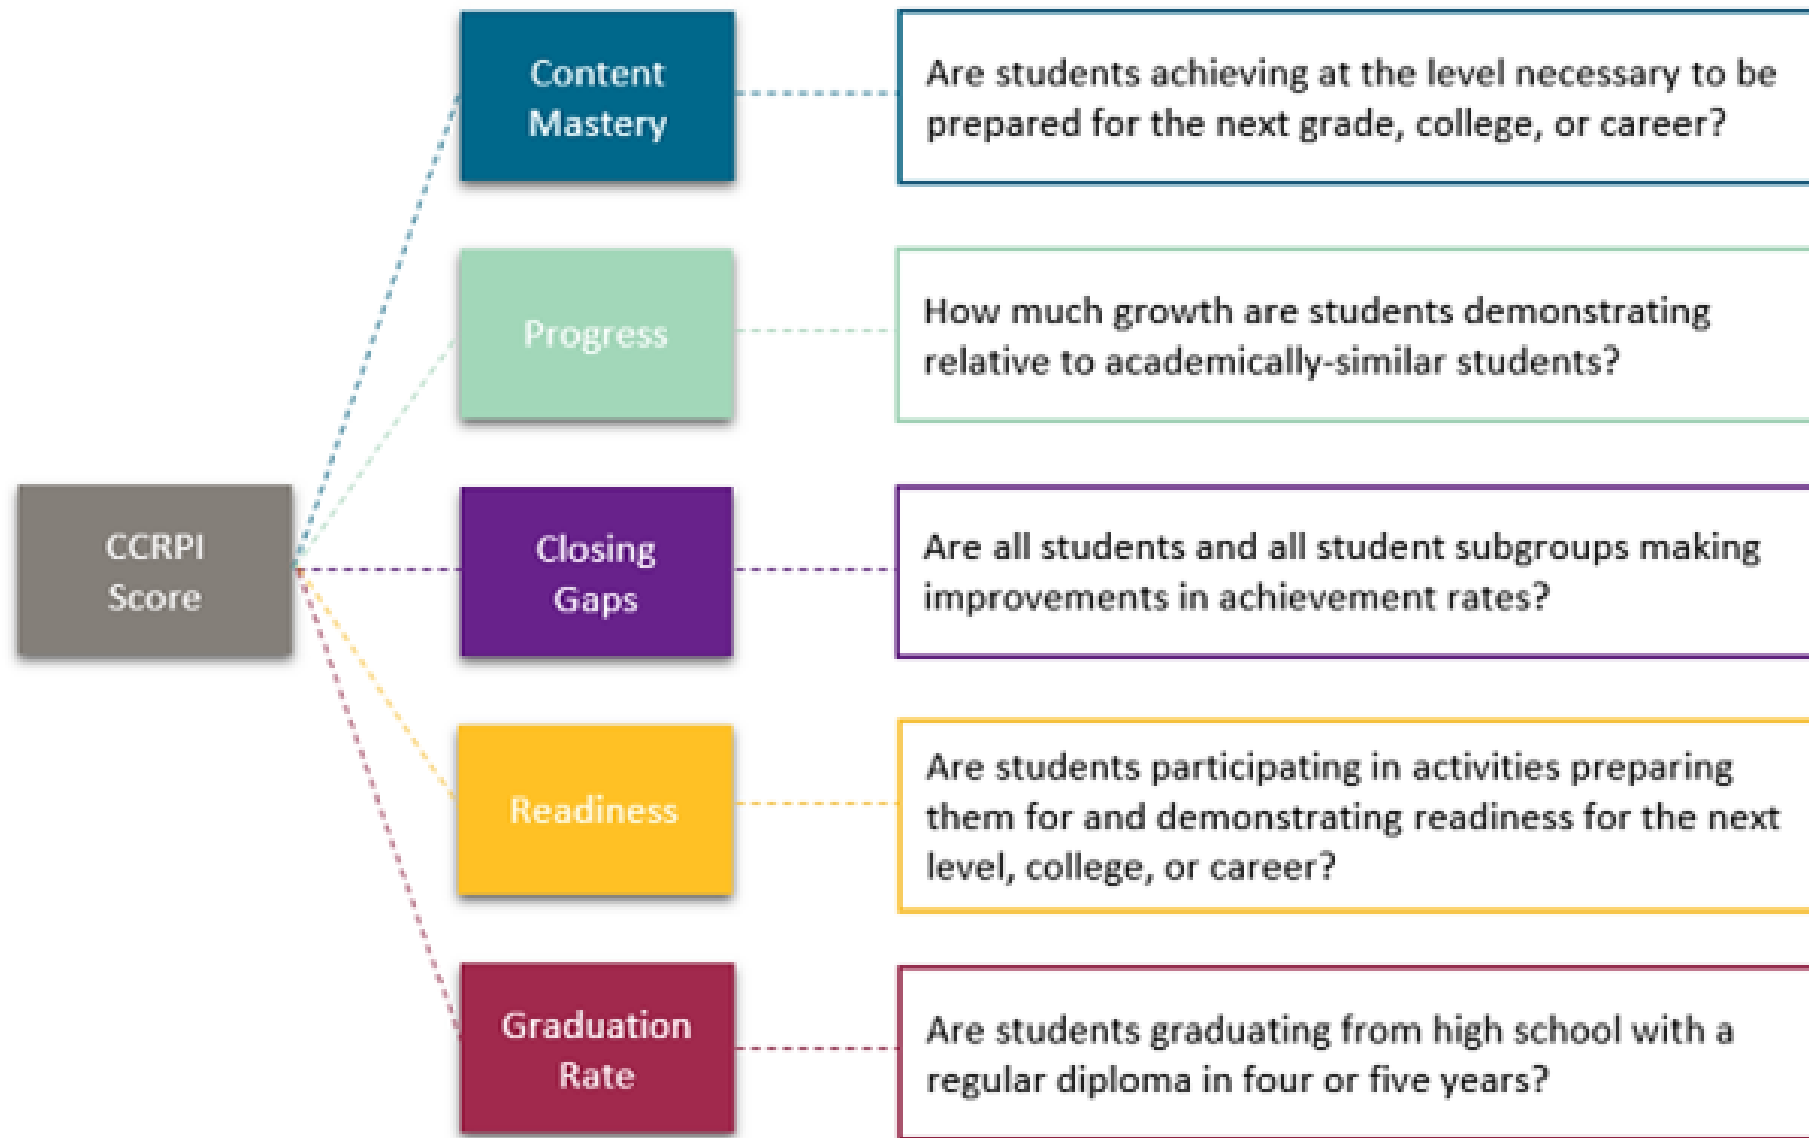 CCRPI
Score
Content
Mastery
Are students achieving at the level necessary to be
prepared for the next grade, college, or career?
Progress
How much growth are students demonstrating
relative to academically-similar students?
Closing
Gaps
Are all students and all student subgroups making
improvements in achievement rates?
Readiness
Are students participating in activities preparing
them for and demonstrating readiness for the next
level, college, or career?
Graduation
Rate
Are students graduating from high school with a
regular diploma in four or five years?